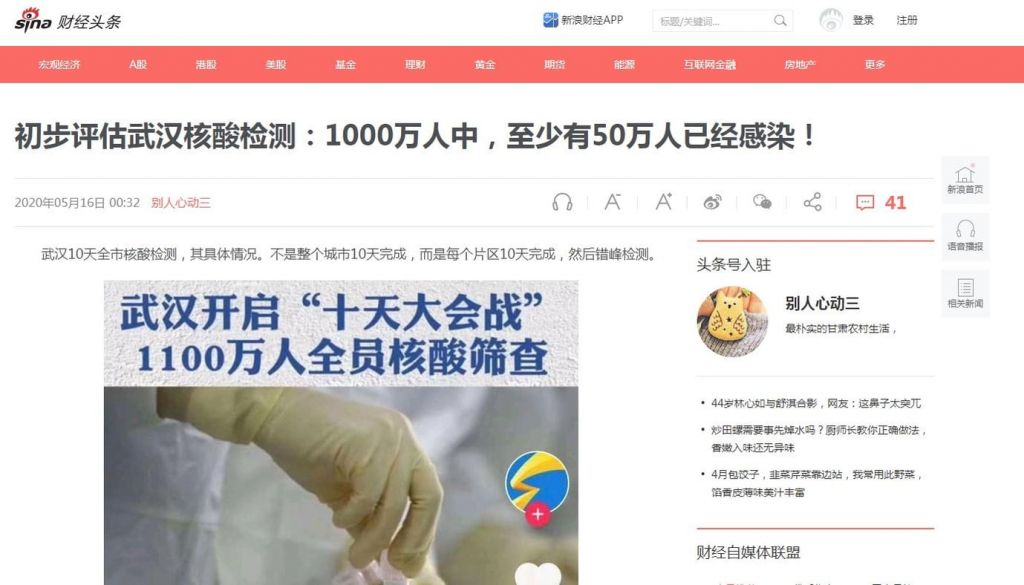 sina 财经头条
新浪财经APP
标题/关键词...
登录
注册
宏观经济 A股 港股 美股 基金 理财 黄金 期货 能源 互联网金融 房地产 更多
初步评估武汉核酸检测：1000万人中，至少有50万人已经感染！
2020年05月16日 00:32 别人心动三
41
新浪首页
语音播报
相关新闻
武汉10天全市核酸检测，其具体情况。不是整个城市10天完成，而是每个片区10天完成，然后错峰检测。
武汉开启“十天大会战”
1100万人全员核酸筛查
头条号入驻
别人心动三
最朴实的甘肃农村生活，
• 44岁林心如与舒淇合影，网友：这鼻子太突兀
• 炒田螺需要事先焯水吗？厨师长教你正确做法，
香嫩入味还无异味
• 4月包饺子，韭菜芹菜靠边站，我常用此野菜，
馅香皮薄味美汁丰富
财经自媒体联盟